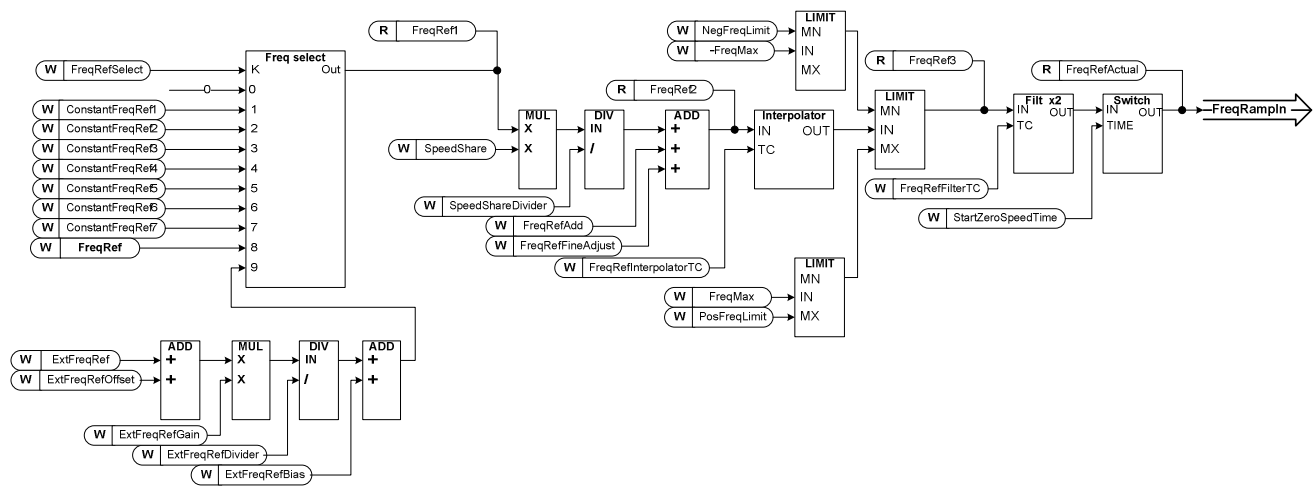 LIMIT
R FreqRef1
W NegFreqLimit MN
W -FreqMax IN
MX
Freq select
W FreqRefSelect K Out
0 0
W ConstantFreqRef1 1
W ConstantFreqRef2 2
W ConstantFreqRef3 3
W ConstantFreqRef4 4
W ConstantFreqRef5 5
W ConstantFreqRef6 6
W ConstantFreqRef7 7
W FreqRef 8
9
R FreqRef2
R FreqRef3
R FreqRefActual
MUL
X
X
W SpeedShare
DIV
IN
/
W SpeedShareDivider
ADD
+
+
+
W FreqRefAdd
W FreqRefFineAdjust
Interpolator
IN OUT
TC
W FreqRefInterpolatorTC
LIMIT
MN
IN
MX
Filt x2
IN OUT
TC
W FreqRefFilterTC
Switch
IN OUT
TIME
W StartZeroSpeedTime
FreqRampIn
LIMIT
MN
W FreqMax IN
W PosFreqLimit MX
ADD MUL DIV ADD
W ExtFreqRef + X IN +
W ExtFreqRefOffset + X / +
W ExtFreqRefGain
W ExtFreqRefDivider
W ExtFreqRefBias